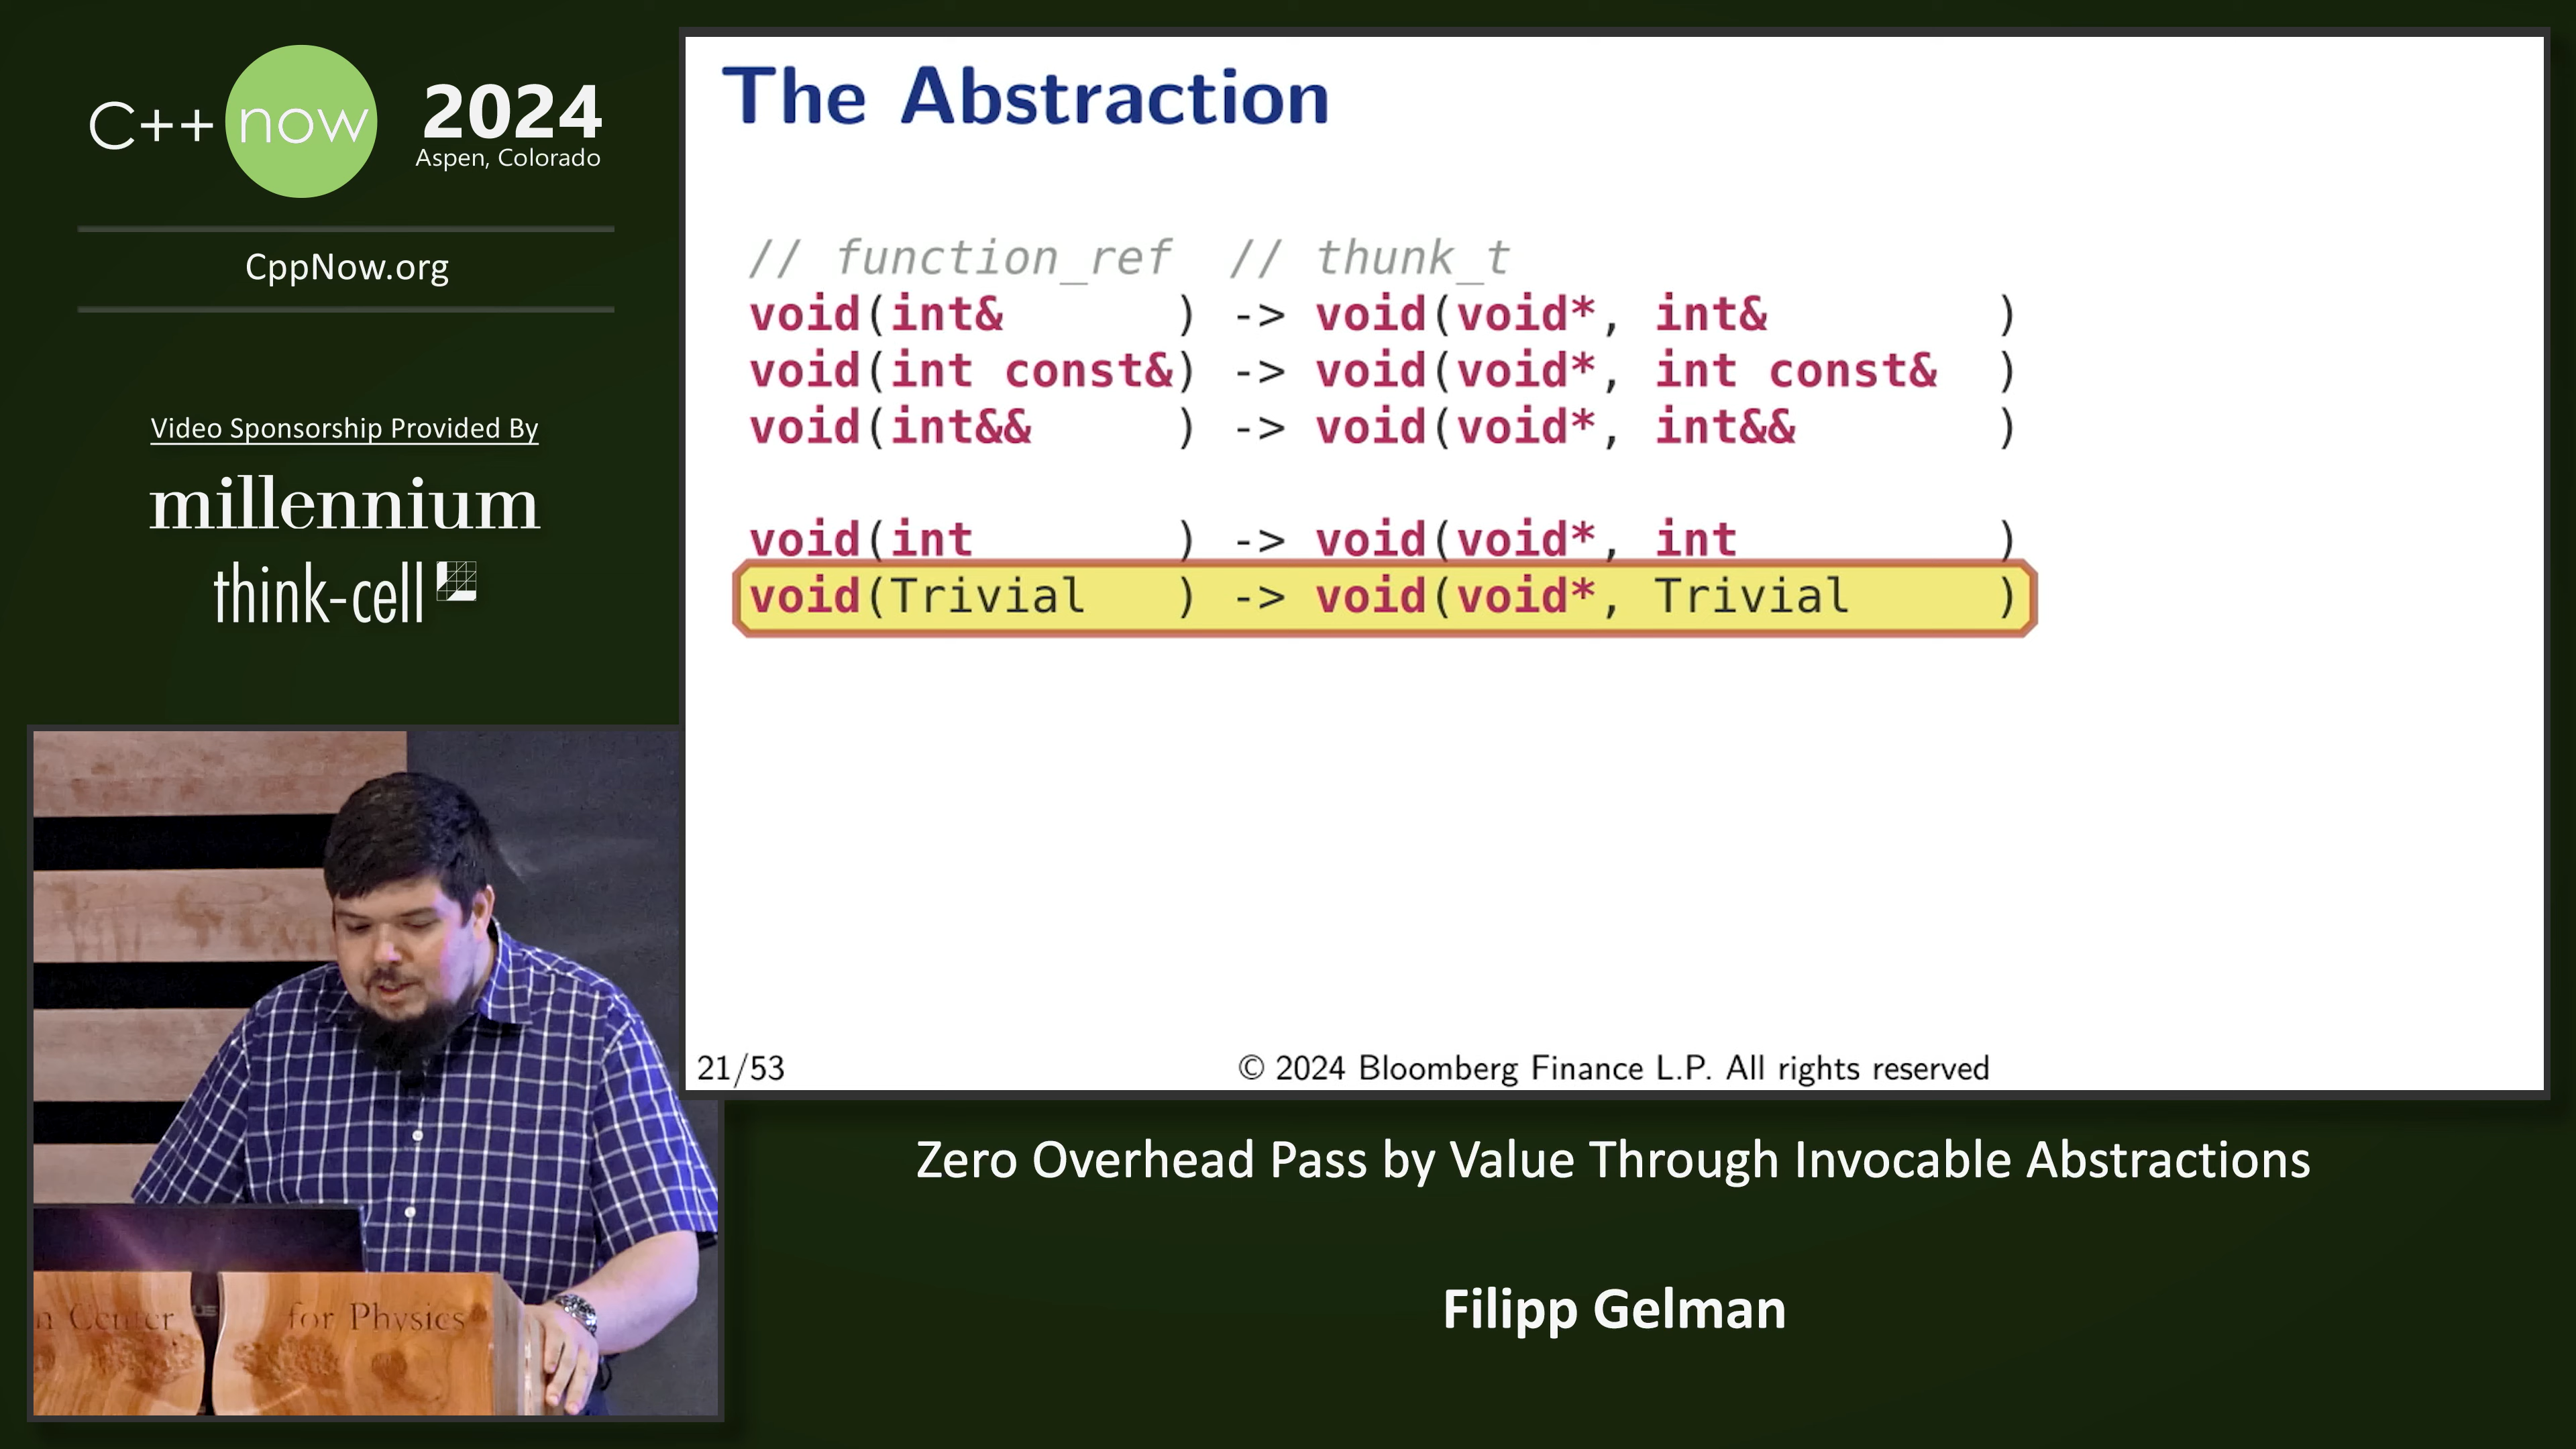 C++ now 2024
Aspen, Colorado
CppNow.org
Video Sponsorship Provided By
millennium
think-cell
The Abstraction
// function_ref  // thunk_t
void(int&      ) -> void(void*, int&        )
void(int const&) -> void(void*, int const&  )
void(int&&     ) -> void(void*, int&&       )
void(int       ) -> void(void*, int         )
void(Trivial   ) -> void(void*, Trivial     )
21/53
© 2024 Bloomberg Finance L.P. All rights reserved
n Center for Physics
Zero Overhead Pass by Value Through Invocable Abstractions
Filipp Gelman